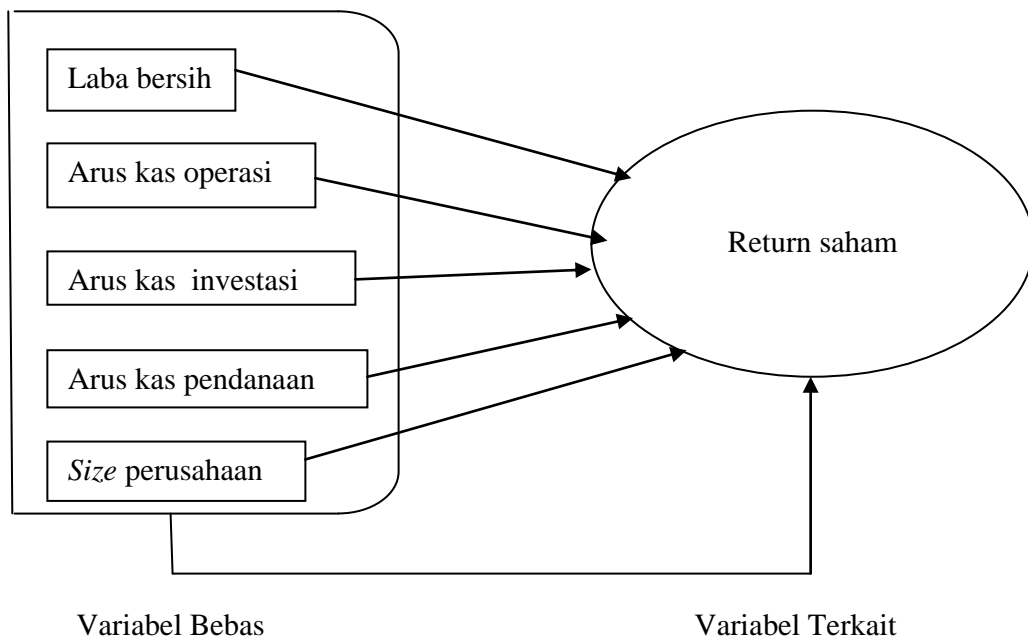 Laba bersih
Arus kas operasi
Arus kas investasi
Arus kas pendanaan
Size perusahaan
Return saham
Variabel Bebas
Variabel Terkait